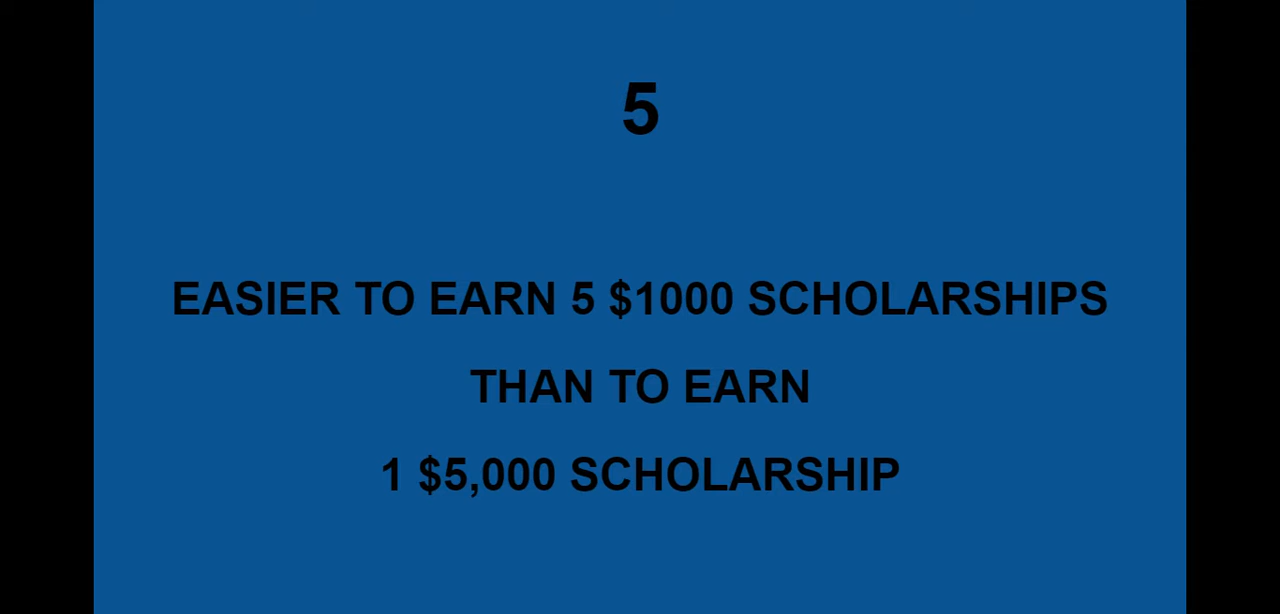 5
EASIER TO EARN 5 $1000 SCHOLARSHIPS
THAN TO EARN
1 $5,000 SCHOLARSHIP